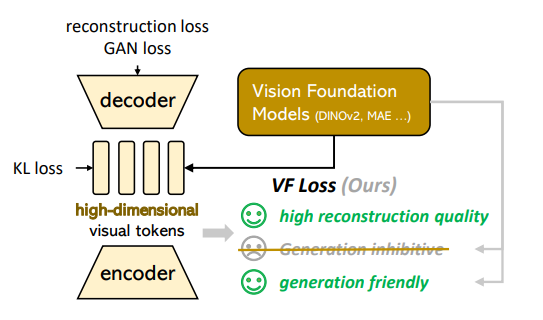 reconstruction loss
GAN loss
decoder
Vision Foundation
Models (DINOv2, MAE ...)
KL loss
VF Loss (Ours)
high-dimensional
visual tokens
high reconstruction quality
Generation inhibitive
encoder
generation friendly